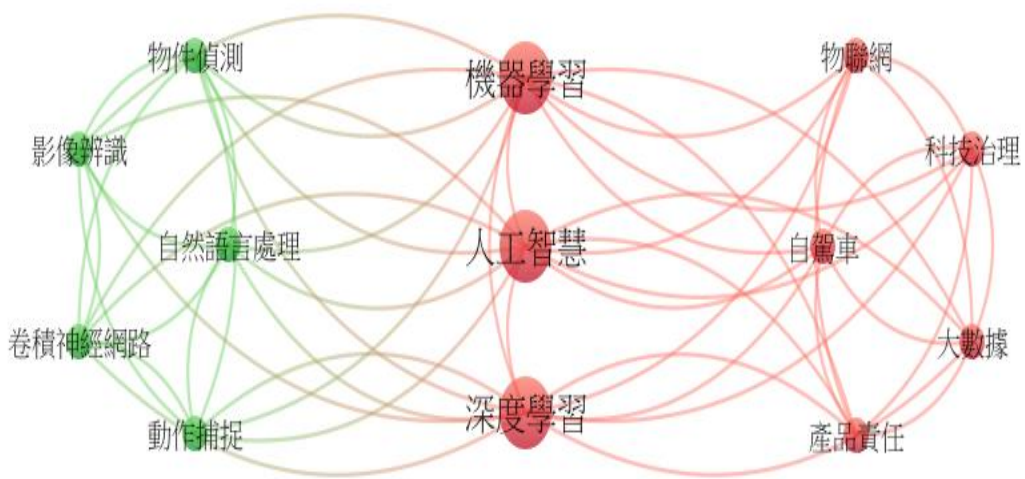 物件偵測
機器學習
物聯網
影像辨識
科技治理
自然語言處理
人工智慧
自駕車
卷積神經網路
大數據
動作捕捉
深度學習
產品責任